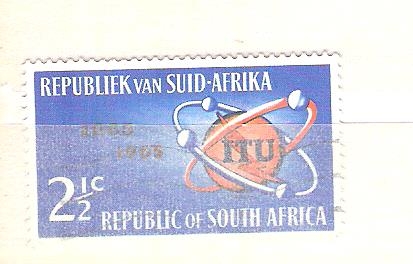 REPUBLIEK VAN SUID-AFRIKA
1865
1965
ITU
2½c
REPUBLIC OF SOUTH AFRICA